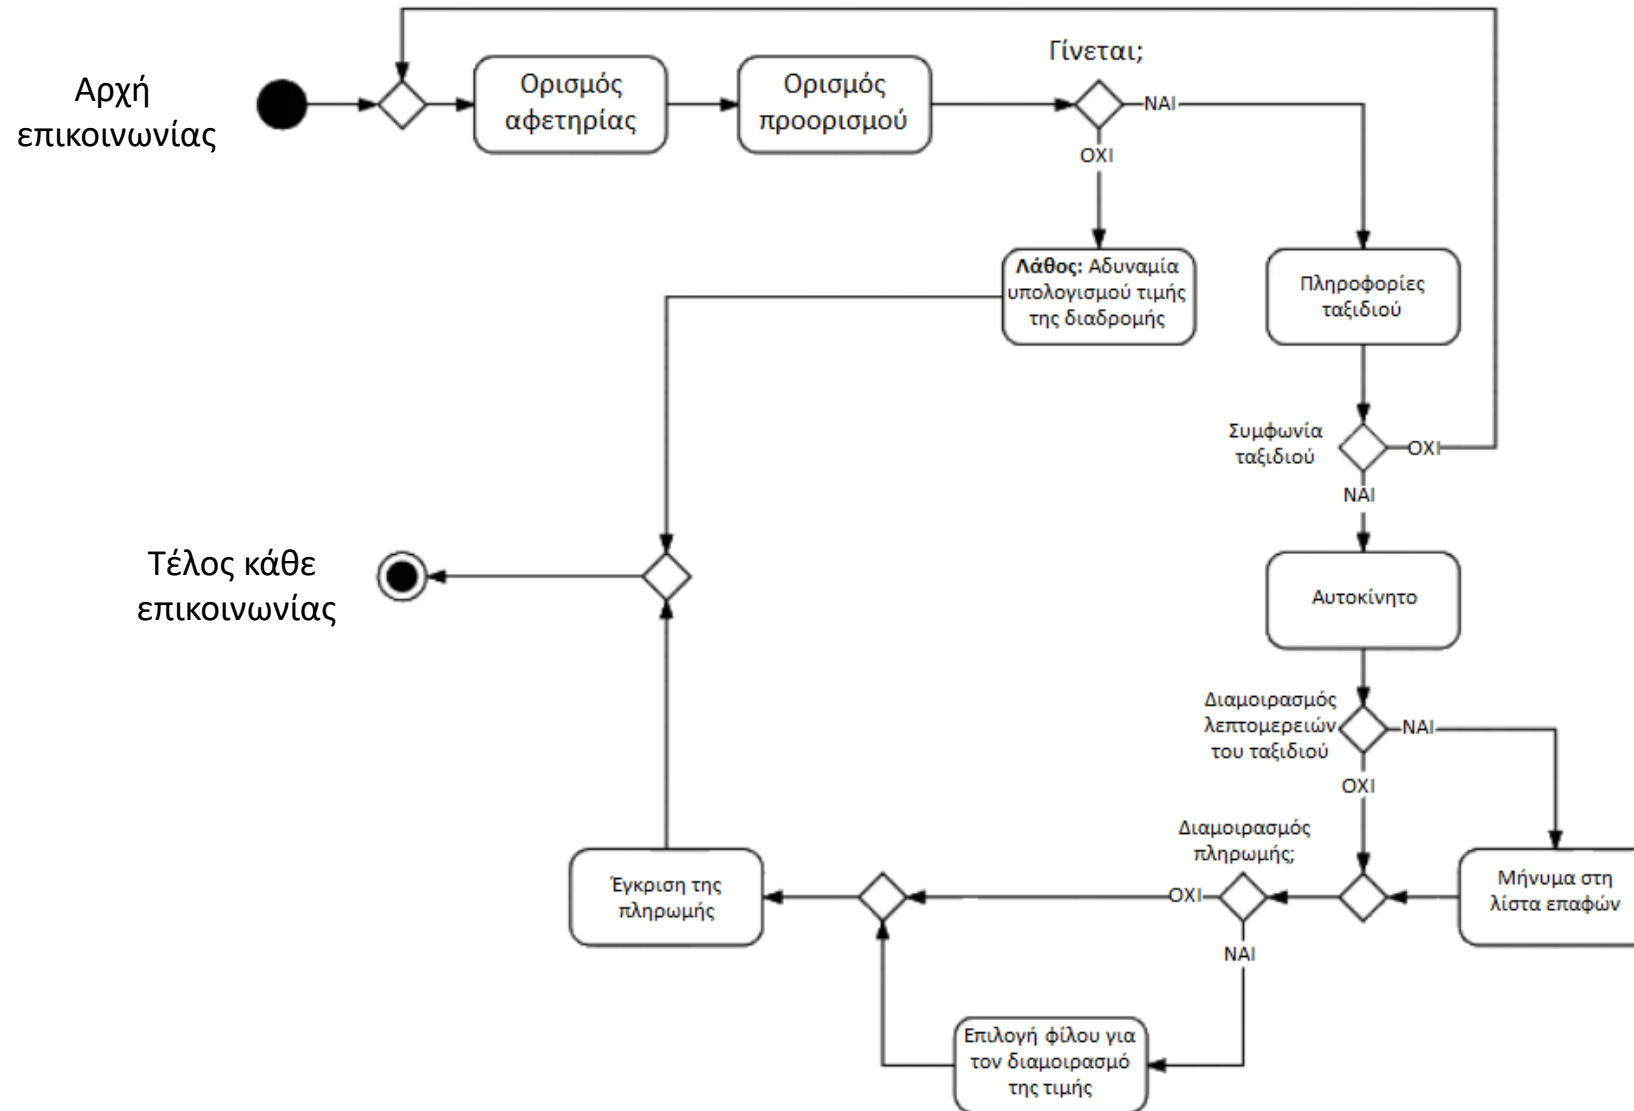 Αρχή
επικοινωνίας
Ορισμός
αφετηρίας
Ορισμός
προορισμού
Γίνεται;
ΝΑΙ
ΟΧΙ
Λάθος: Αδυναμία
υπολογισμού τιμής
της διαδρομής
Πληροφορίες
ταξιδιού
Συμφωνία
ταξιδιού
ΟΧΙ
ΝΑΙ
Τέλος κάθε
επικοινωνίας
Αυτοκίνητο
Διαμοιρασμός
λεπτομερειών
του ταξιδιού
ΝΑΙ
ΟΧΙ
Διαμοιρασμός
πληρωμής;
Μήνυμα στη
λίστα επαφών
ΟΧΙ
ΝΑΙ
Έγκριση της
πληρωμής
Επιλογή φίλου για
τον διαμοιρασμό
της τιμής